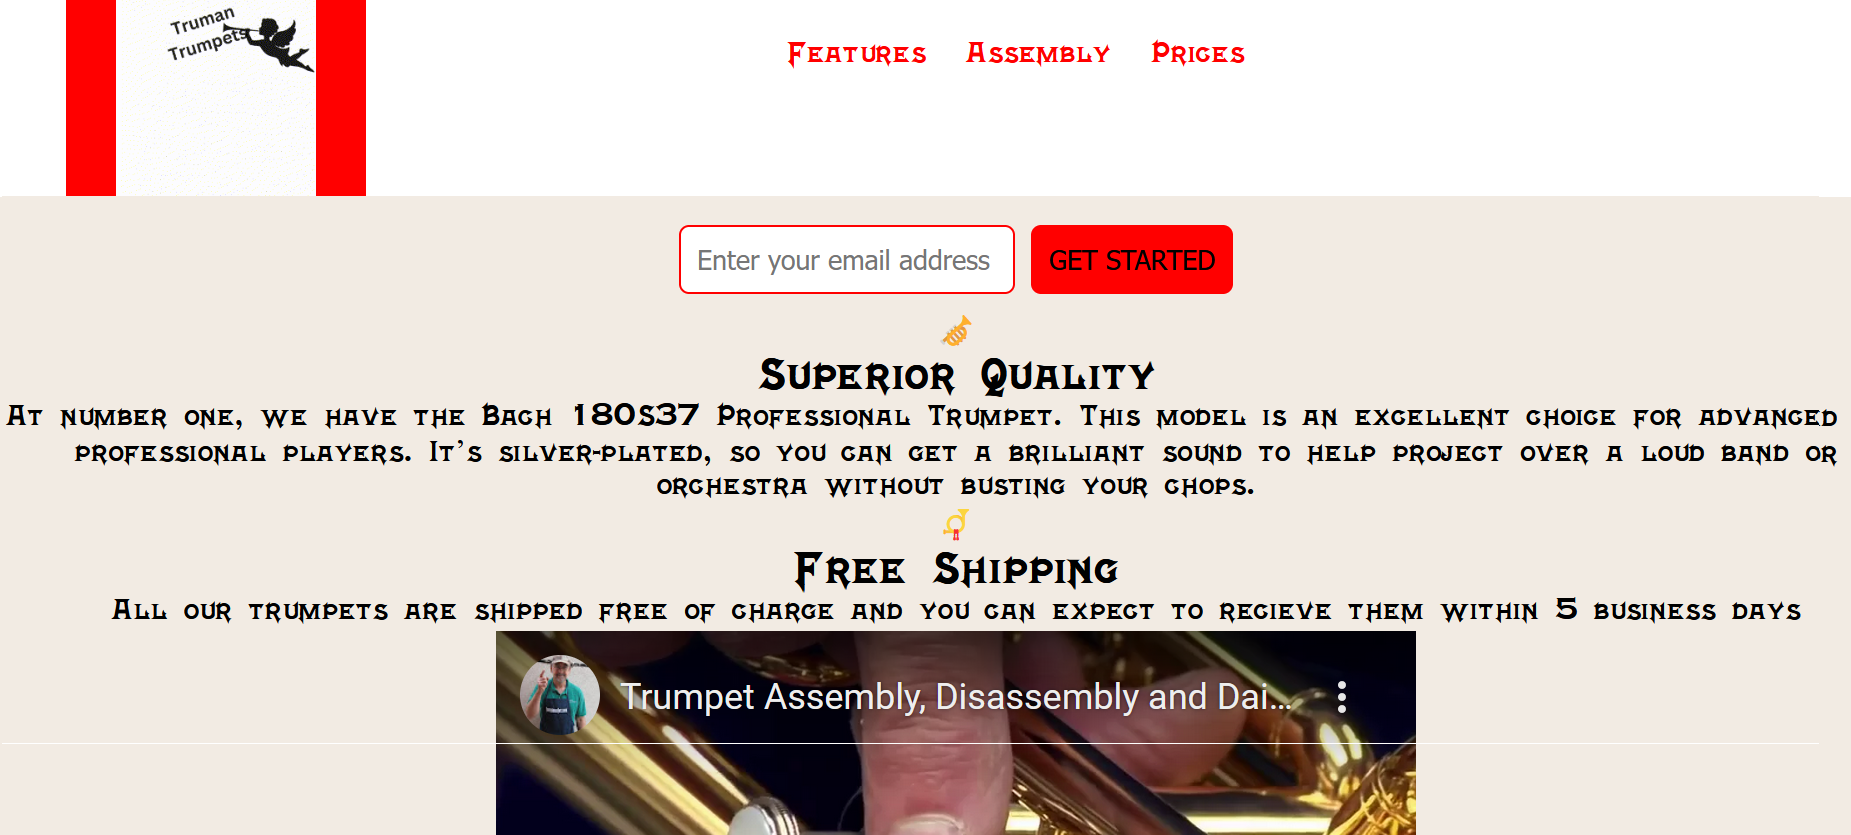 Truman
Trumpets
Features Assembly Prices
Enter your email address GET STARTED
Superior Quality
At number one, we have the Bach 180S37 Professional Trumpet. This model is an excellent choice for advanced
professional players. It's silver-plated, so you can get a brilliant sound to help project over a loud band or
orchestra without busting your chops.
Free Shipping
All our trumpets are shipped free of charge and you can expect to recieve them within 5 business days
Trumpet Assembly, Disassembly and Dai...